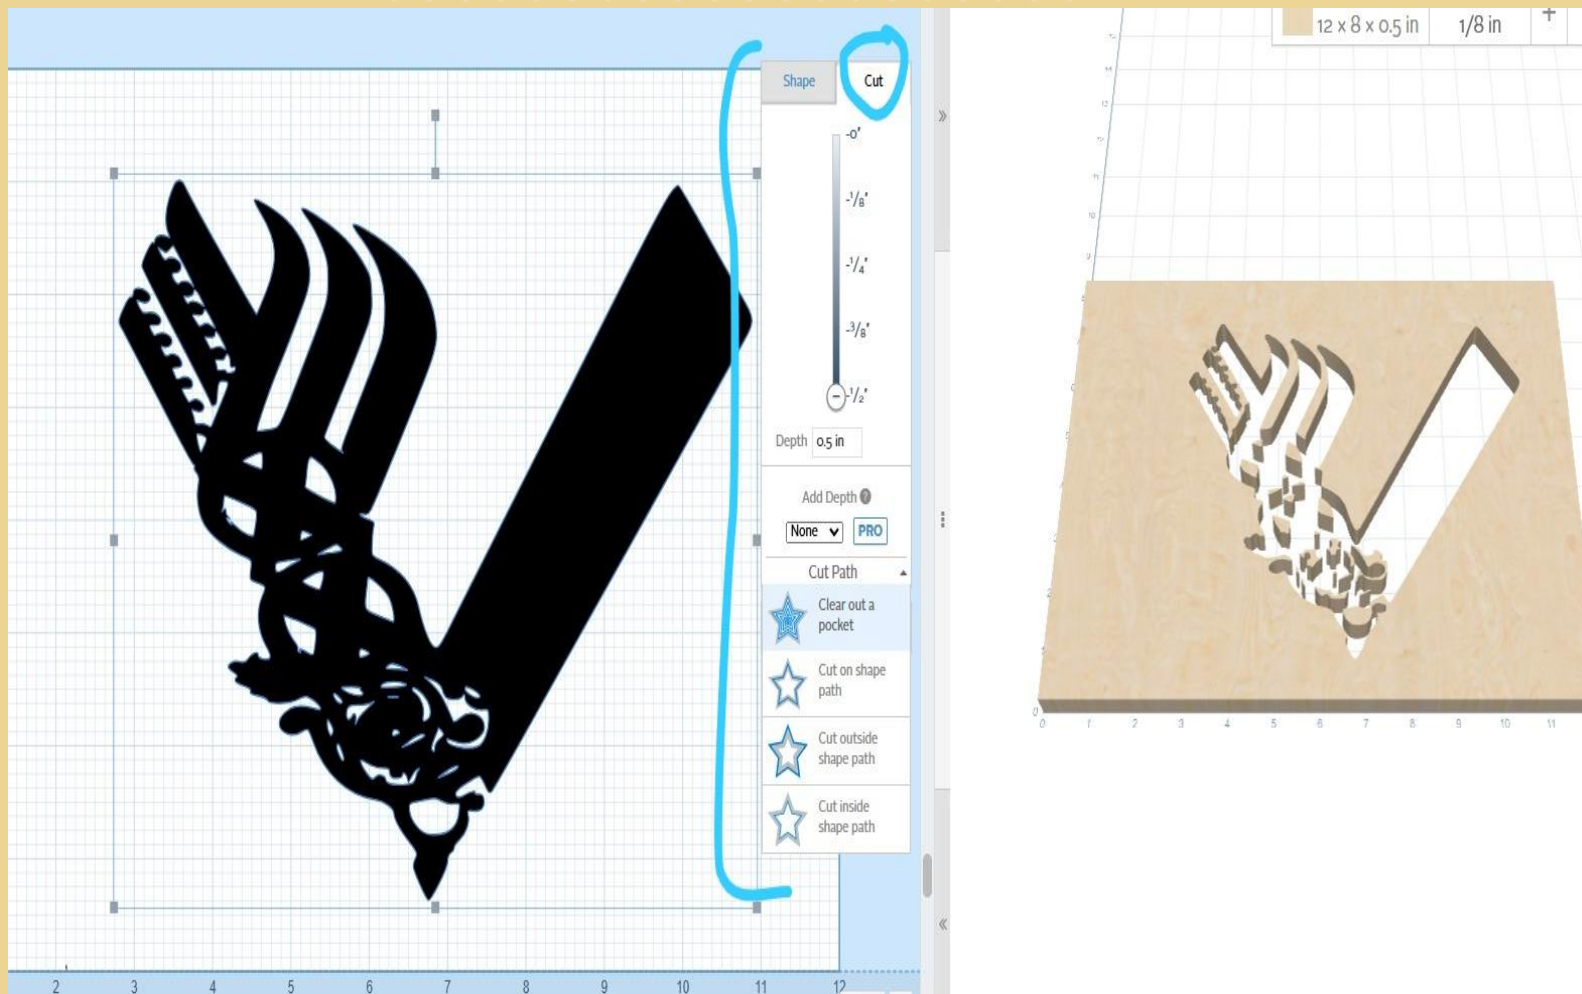 Shape
Cut
-0"
-1/8"
-1/4"
-3/8"
-1/2"
Depth 0.5 in
Add Depth
None
PRO
Cut Path
Clear out a
pocket
Cut on shape
path
Cut outside
shape path
Cut inside
shape path
2 3 4 5 6 7 8 9 10 11 12
12 x 8 x 0.5 in
1/8 in
+
0 1 2 3 4 5 6 7 8 9 10 11